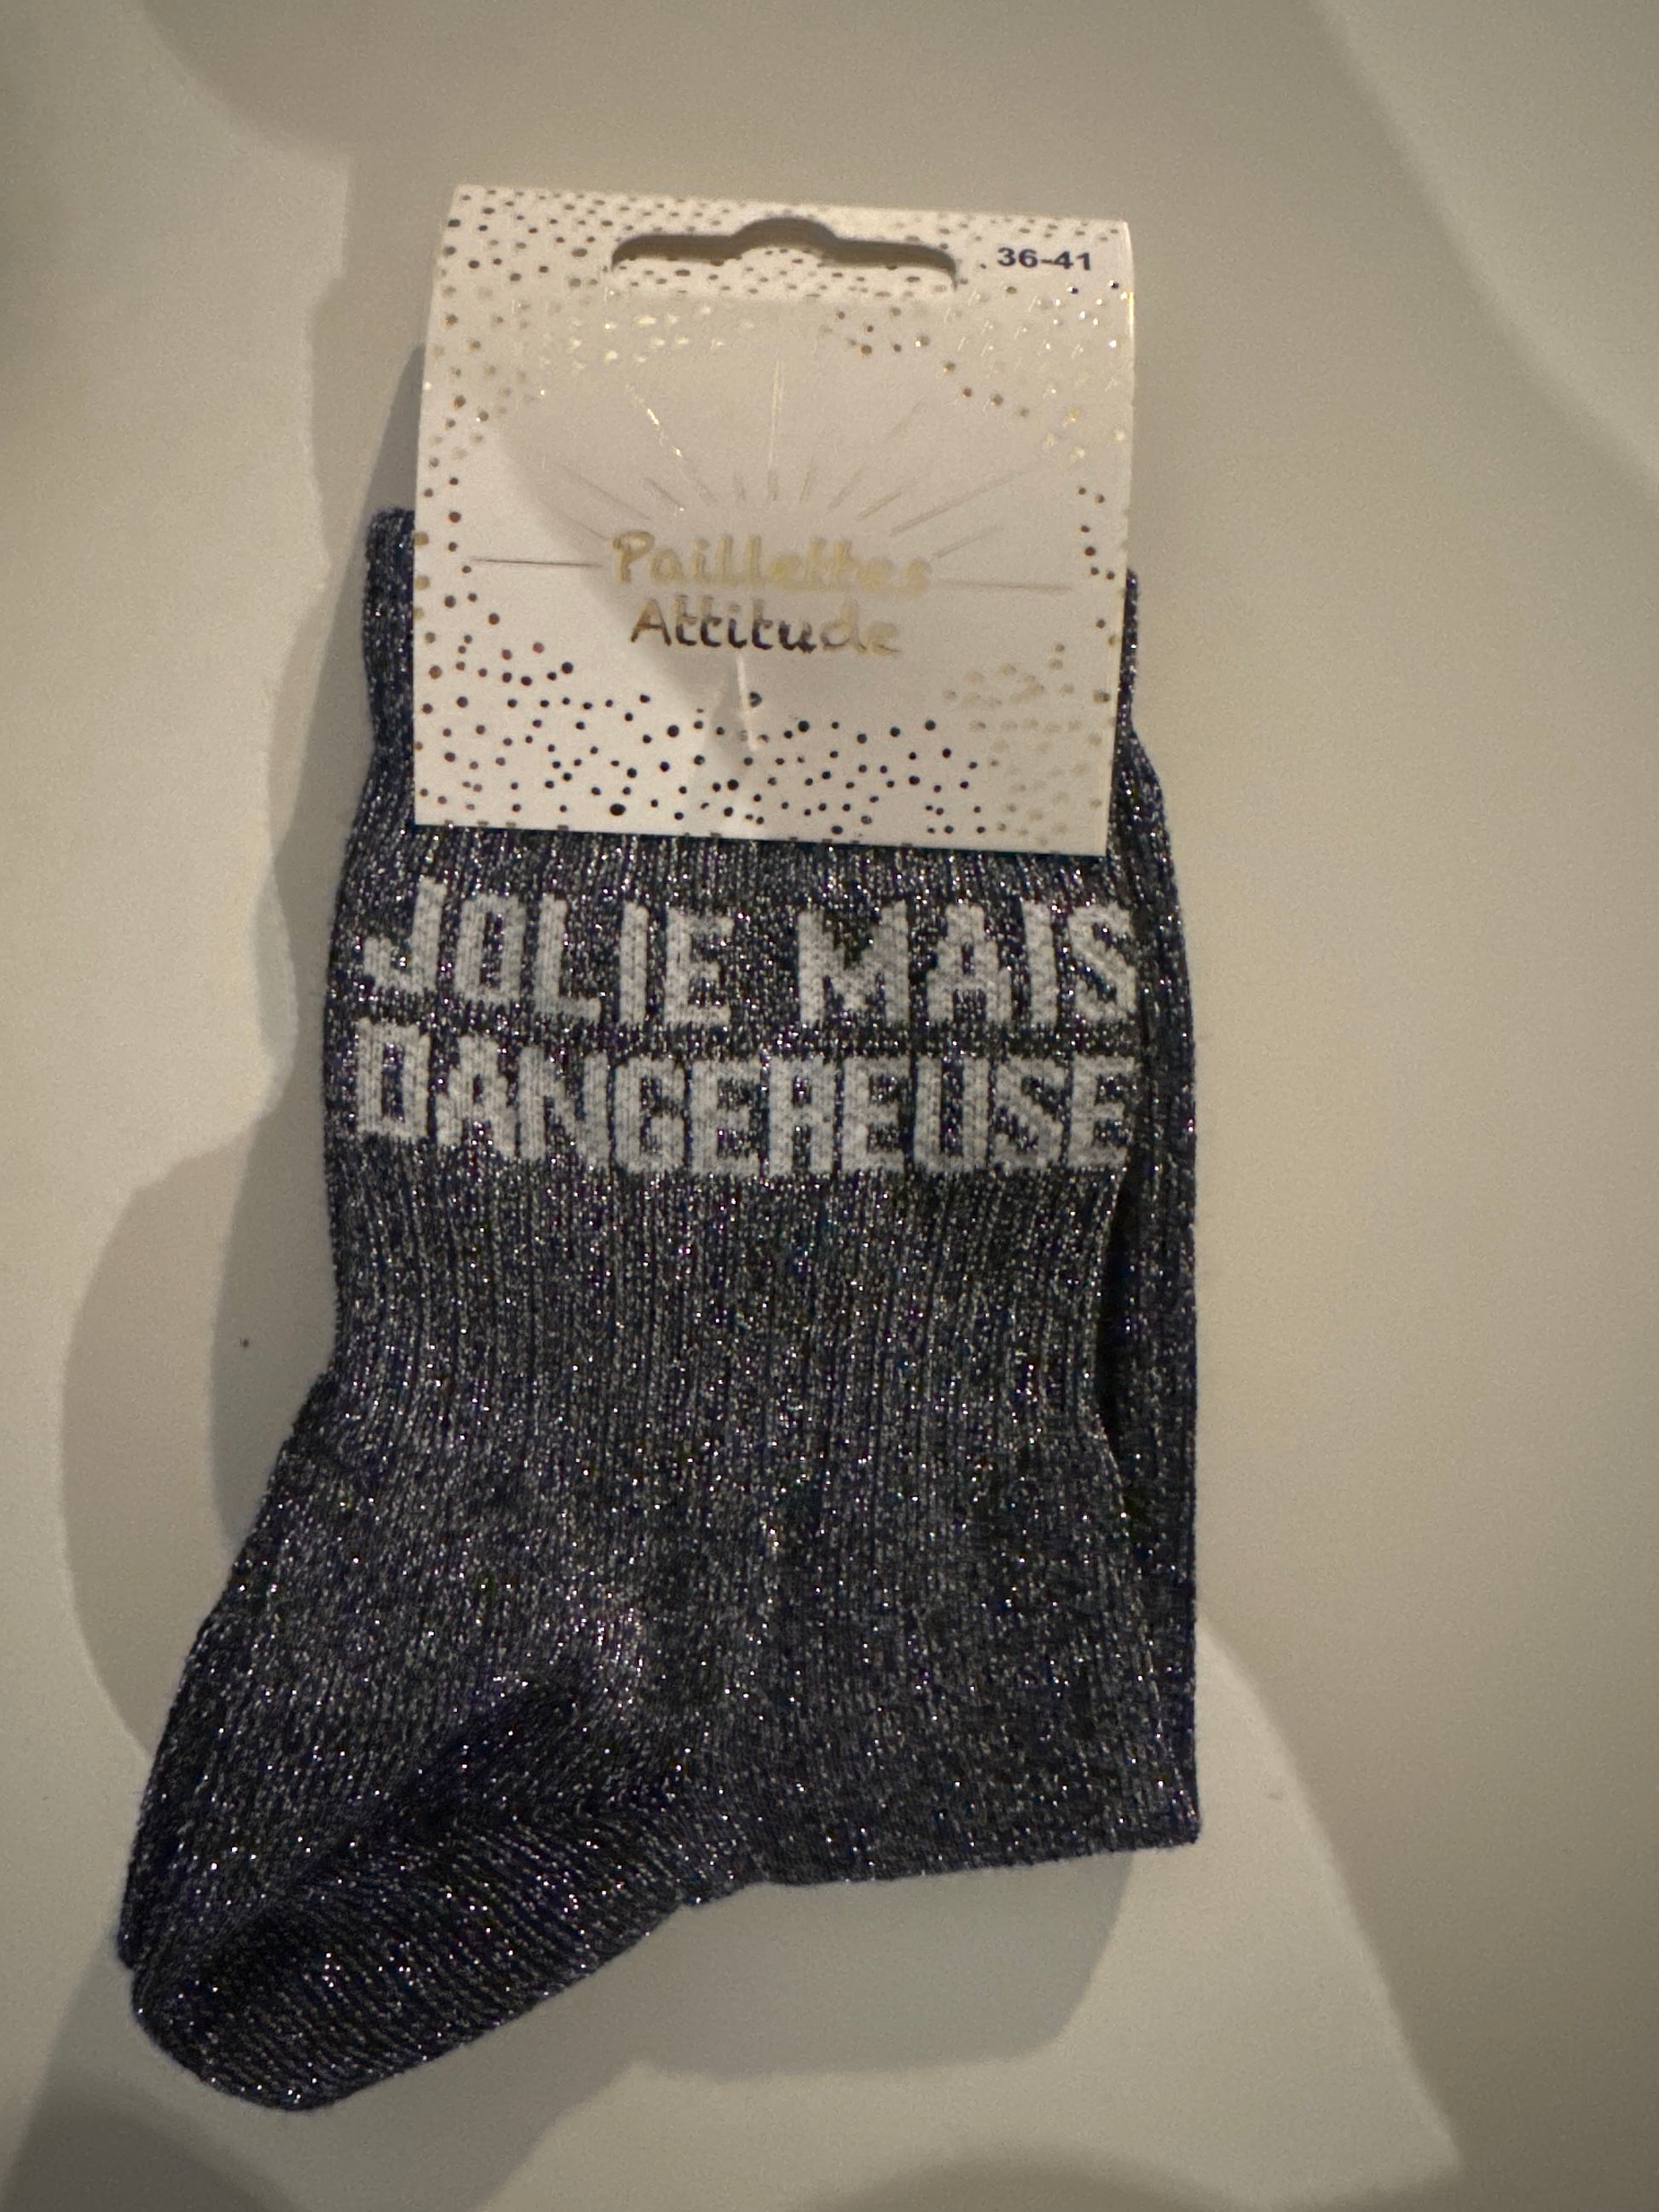 36-41
Paillettes
Attitude
JOLIE MAIS
DANGEREUSE